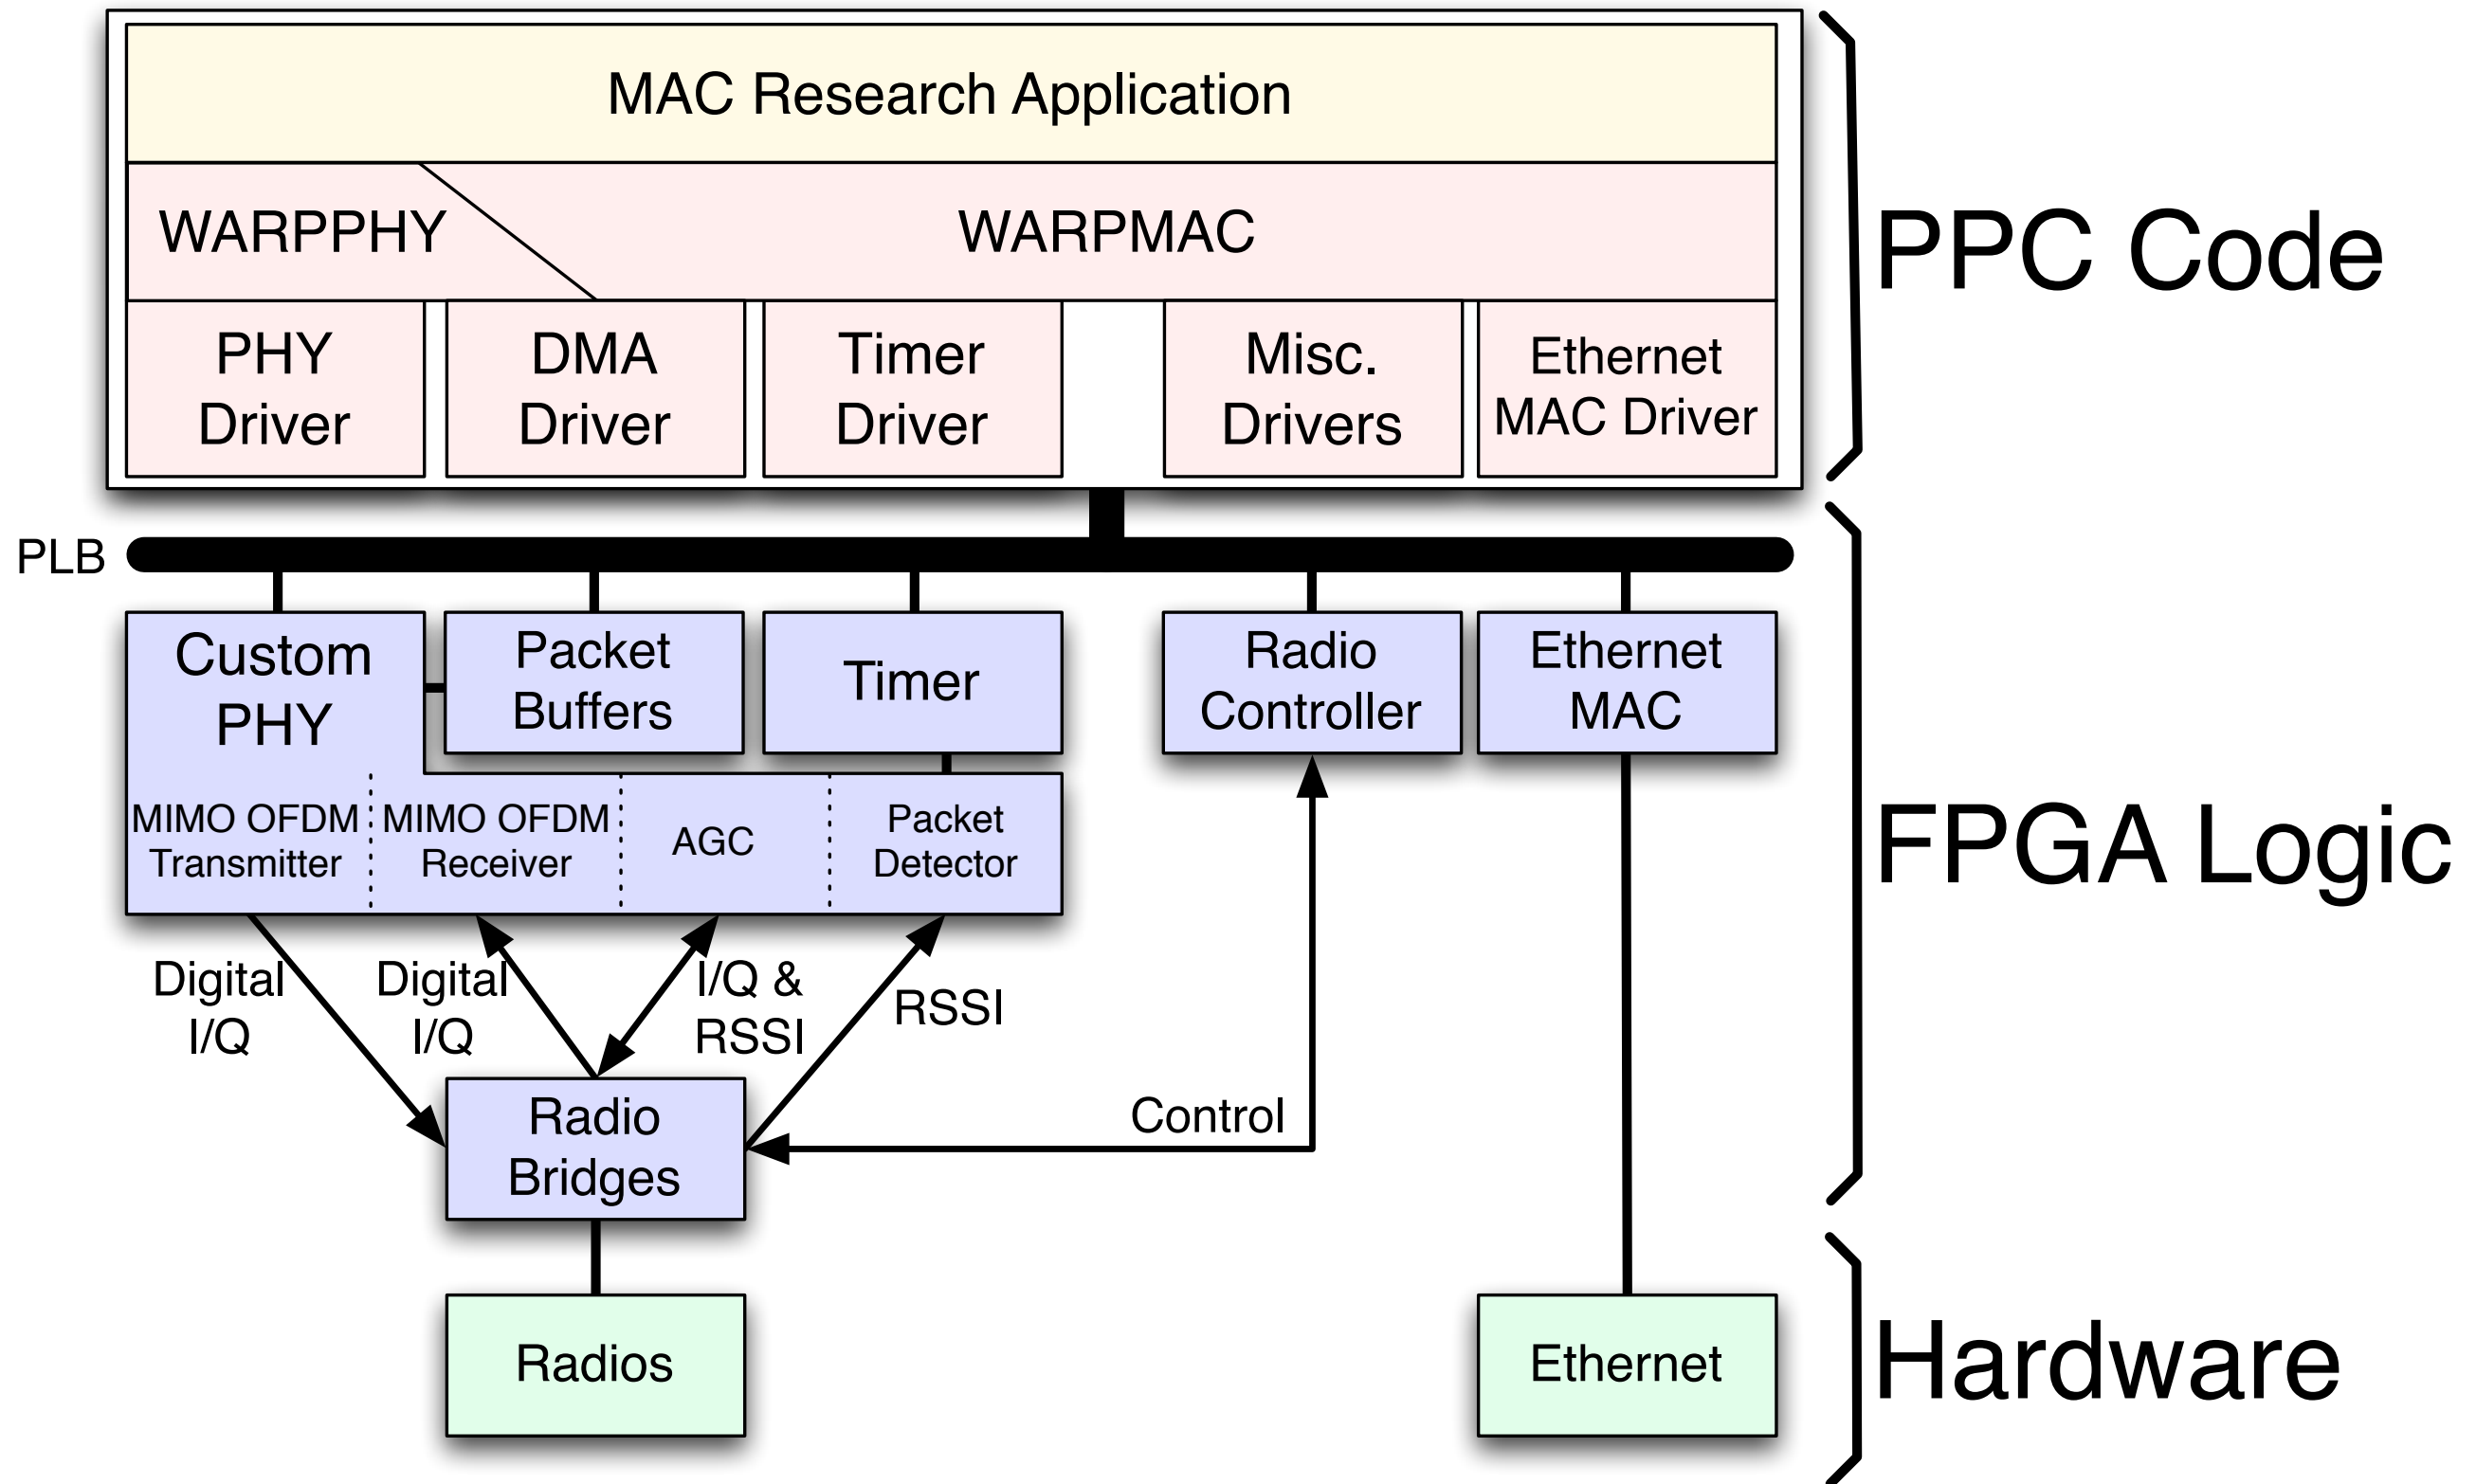 MAC Research Application
WARPPHY
WARPMAC
PHY
Driver
DMA
Driver
Timer
Driver
Misc.
Drivers
Ethernet
MAC Driver
PPC Code
PLB
Custom
PHY
Packet
Buffers
Timer
Radio
Controller
Ethernet
MAC
MIMO OFDM
Transmitter
MIMO OFDM
Receiver
AGC
Packet
Detector
FPGA Logic
Digital
I/Q
Digital
I/Q
I/Q &
RSSI
RSSI
Control
Radio
Bridges
Radios
Ethernet
Hardware